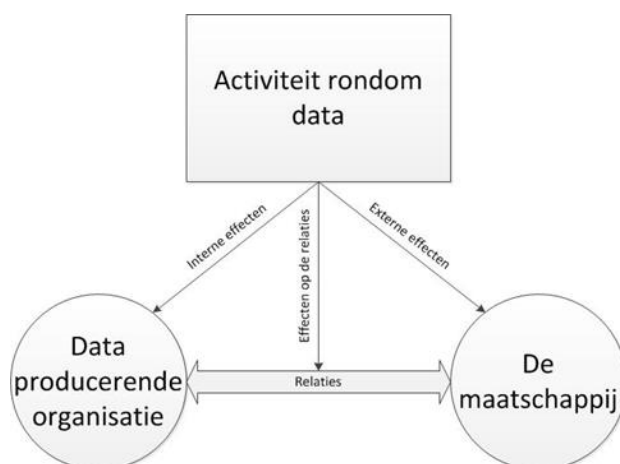 Activiteit rondom
data
Interne effecten
Effecten op de relaties
Externe effecten
Data
producerende
organisatie
Relaties
De
maatschappij